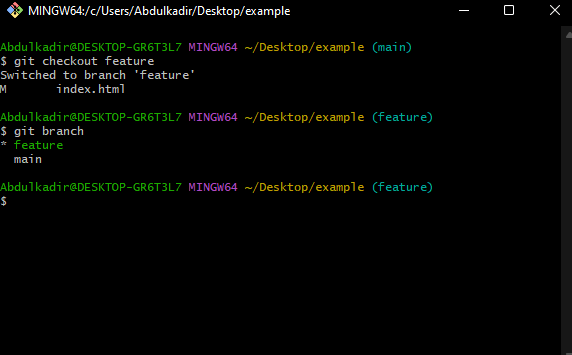 MINGW64:/c/Users/Abdulkadir/Desktop/example
Abdulkadir@DESKTOP-GR6T3L7 MINGW64 ~/Desktop/example (main)
$ git checkout feature
Switched to branch 'feature'
M       index.html
Abdulkadir@DESKTOP-GR6T3L7 MINGW64 ~/Desktop/example (feature)
$ git branch
* feature
  main
Abdulkadir@DESKTOP-GR6T3L7 MINGW64 ~/Desktop/example (feature)
$